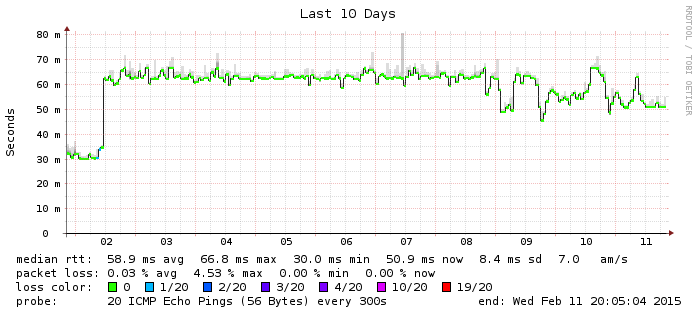 Last 10 Days
RRDTOOL / TOBI OETIKER
Seconds
80 m
70 m
60 m
50 m
40 m
30 m
20 m
10 m
0
02 03 04 05 06 07 08 09 10 11
median rtt: 58.9 ms avg 66.8 ms max 30.0 ms min 50.9 ms now 8.4 ms sd 7.0 am/s
packet loss: 0.03 % avg 4.53 % max 0.00 % min 0.00 % now
loss color: 0 1/20 2/20 3/20 4/20 10/20 19/20
probe: 20 ICMP Echo Pings (56 Bytes) every 300s end: Wed Feb 11 20:05:04 2015